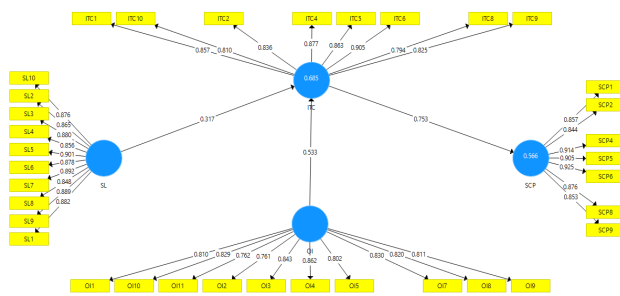 ITC1 ITC10 ITC2 ITC4 ITC5 ITC6 ITC8 ITC9
0.857 0.810 0.836 0.877 0.863 0.905 0.794 0.825
0.685
ITC
SL10
SL2
SL3
SL4
SL5
SL6
SL7
SL8
SL9
SL1
0.876
0.865
0.880
0.856
0.901
0.878
0.892
0.848
0.889
0.882
SL
0.317
0.533
0.753
SCP1
SCP2
SCP4
SCP5
SCP6
SCP8
SCP9
0.857
0.844
0.914
0.905
0.925
0.876
0.853
0.566
SCP
OI
0.810 0.829 0.762 0.761 0.843 0.862 0.802 0.830 0.820 0.811
OI1 OI10 OI11 OI2 OI3 OI4 OI5 OI7 OI8 OI9